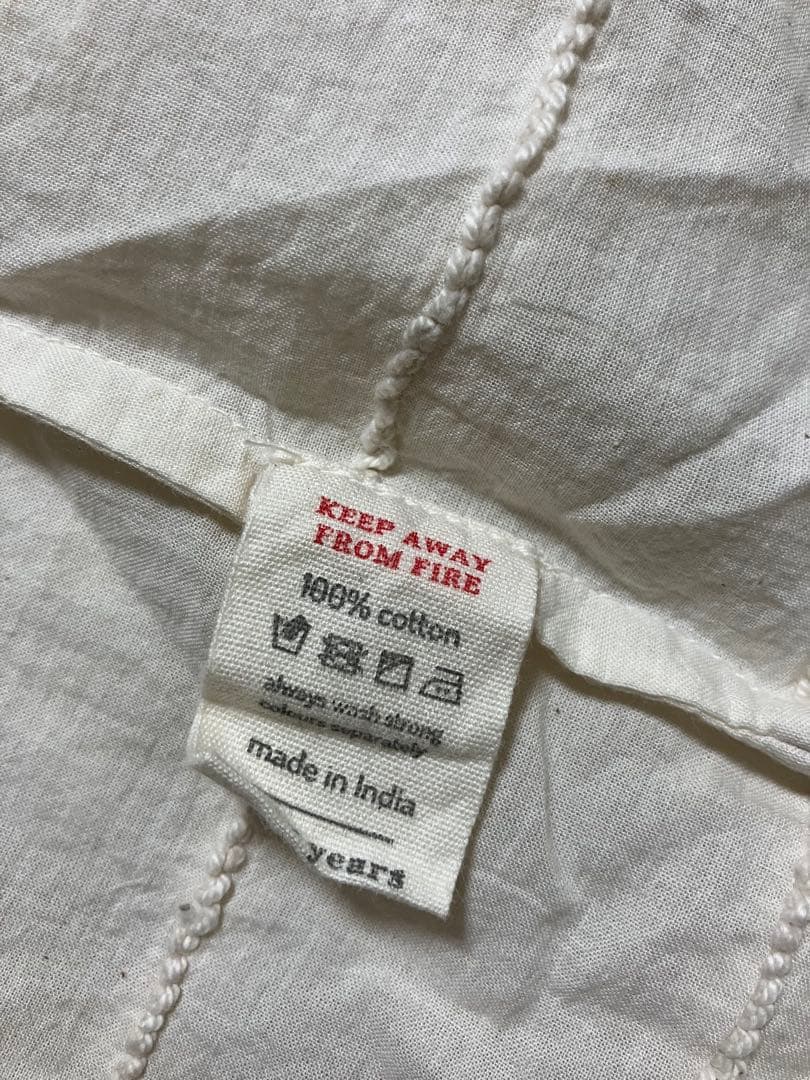 KEEP AWAY
FROM FIRE
100% cotton
always wash strong
colours separately
made in India
years